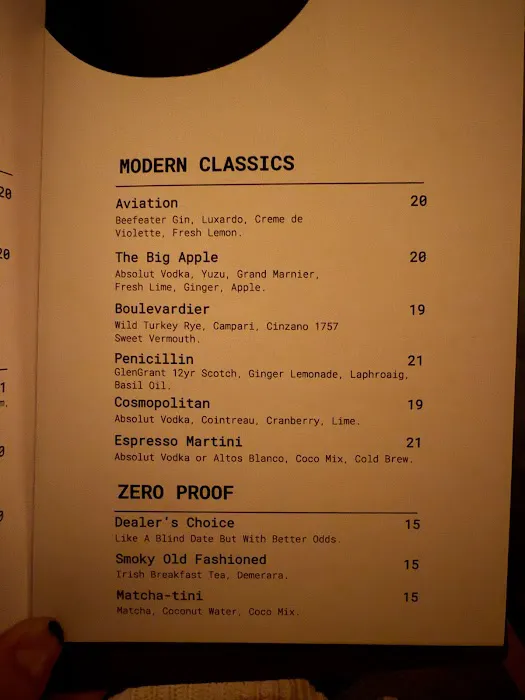 MODERN CLASSICS
Aviation 20
Beefeater Gin, Luxardo, Creme de
Violette, Fresh Lemon.
The Big Apple 20
Absolut Vodka, Yuzu, Grand Marnier,
Fresh Lime, Ginger, Apple.
Boulevardier 19
Wild Turkey Rye, Campari, Cinzano 1757
Sweet Vermouth.
Penicillin 21
GlenGrant 12yr Scotch, Ginger Lemonade, Laphroaig,
Basil Oil.
Cosmopolitan 19
Absolut Vodka, Cointreau, Cranberry, Lime.
Espresso Martini 21
Absolut Vodka or Altos Blanco, Coco Mix, Cold Brew.
ZERO PROOF
Dealer's Choice 15
Like A Blind Date But With Better Odds.
Smoky Old Fashioned 15
Irish Breakfast Tea, Demerara.
Matcha-tini 15
Matcha, Coconut Water, Coco Mix.